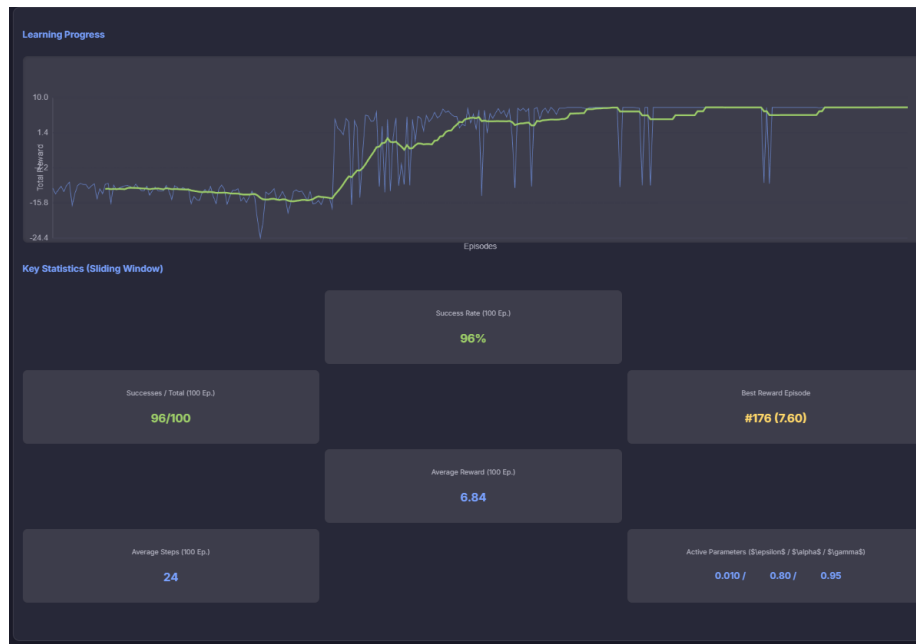 Learning Progress
10.0
1.4
-15.8
-24.4
Total Reward
Episodes
Key Statistics (Sliding Window)
Success Rate (100 Ep.)
96%
Successes / Total (100 Ep.)
96/100
Best Reward Episode
#176 (7.60)
Average Reward (100 Ep.)
6.84
Average Steps (100 Ep.)
24
Active Parameters ($\epsilon$ / $\alpha$ / $\gamma$)
0.010 / 0.80 / 0.95